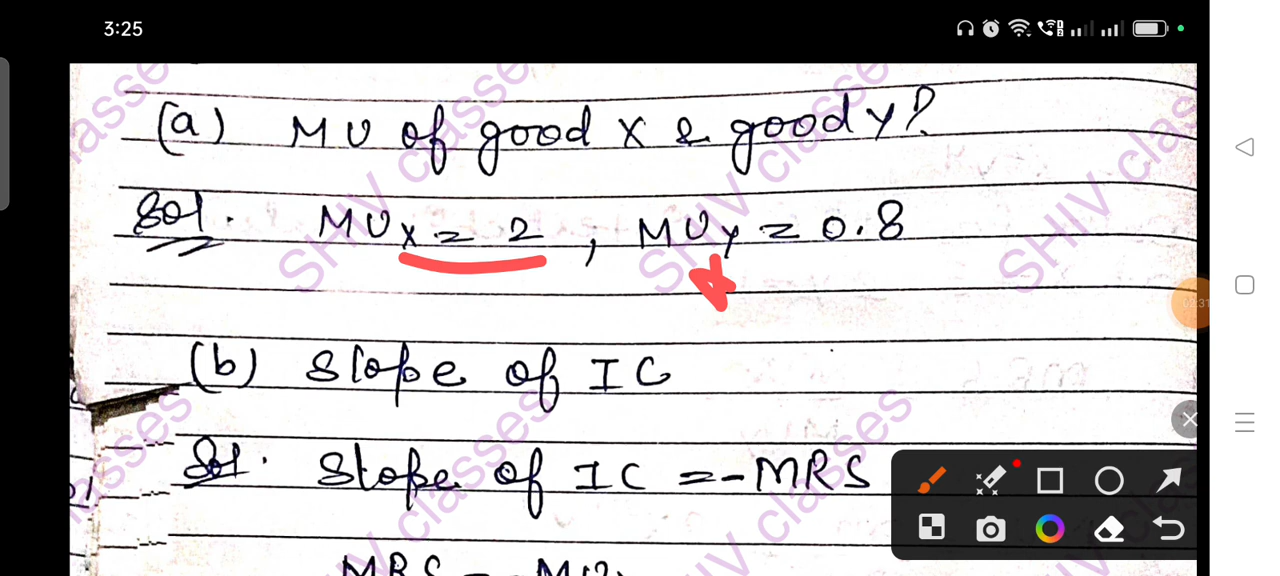 3:25
(a) MU of good X & good y?
Sol. MUx = 2, MUy = 0.8
(b) Slope of IC
Sol. Slope of IC = - MRS
SHIV classes